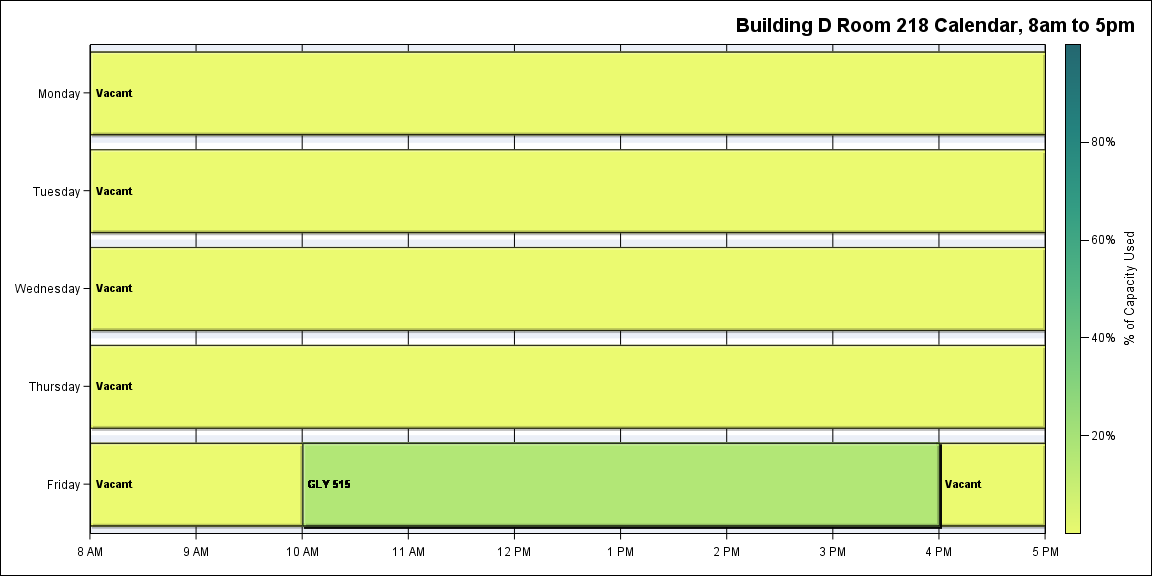 Building D Room 218 Calendar, 8am to 5pm
Monday
Vacant
Tuesday
Vacant
Wednesday
Vacant
Thursday
Vacant
Friday
Vacant
GLY 515
Vacant
8 AM
9 AM
10 AM
11 AM
12 PM
1 PM
2 PM
3 PM
4 PM
5 PM
80%
60%
40%
20%
% of Capacity Used